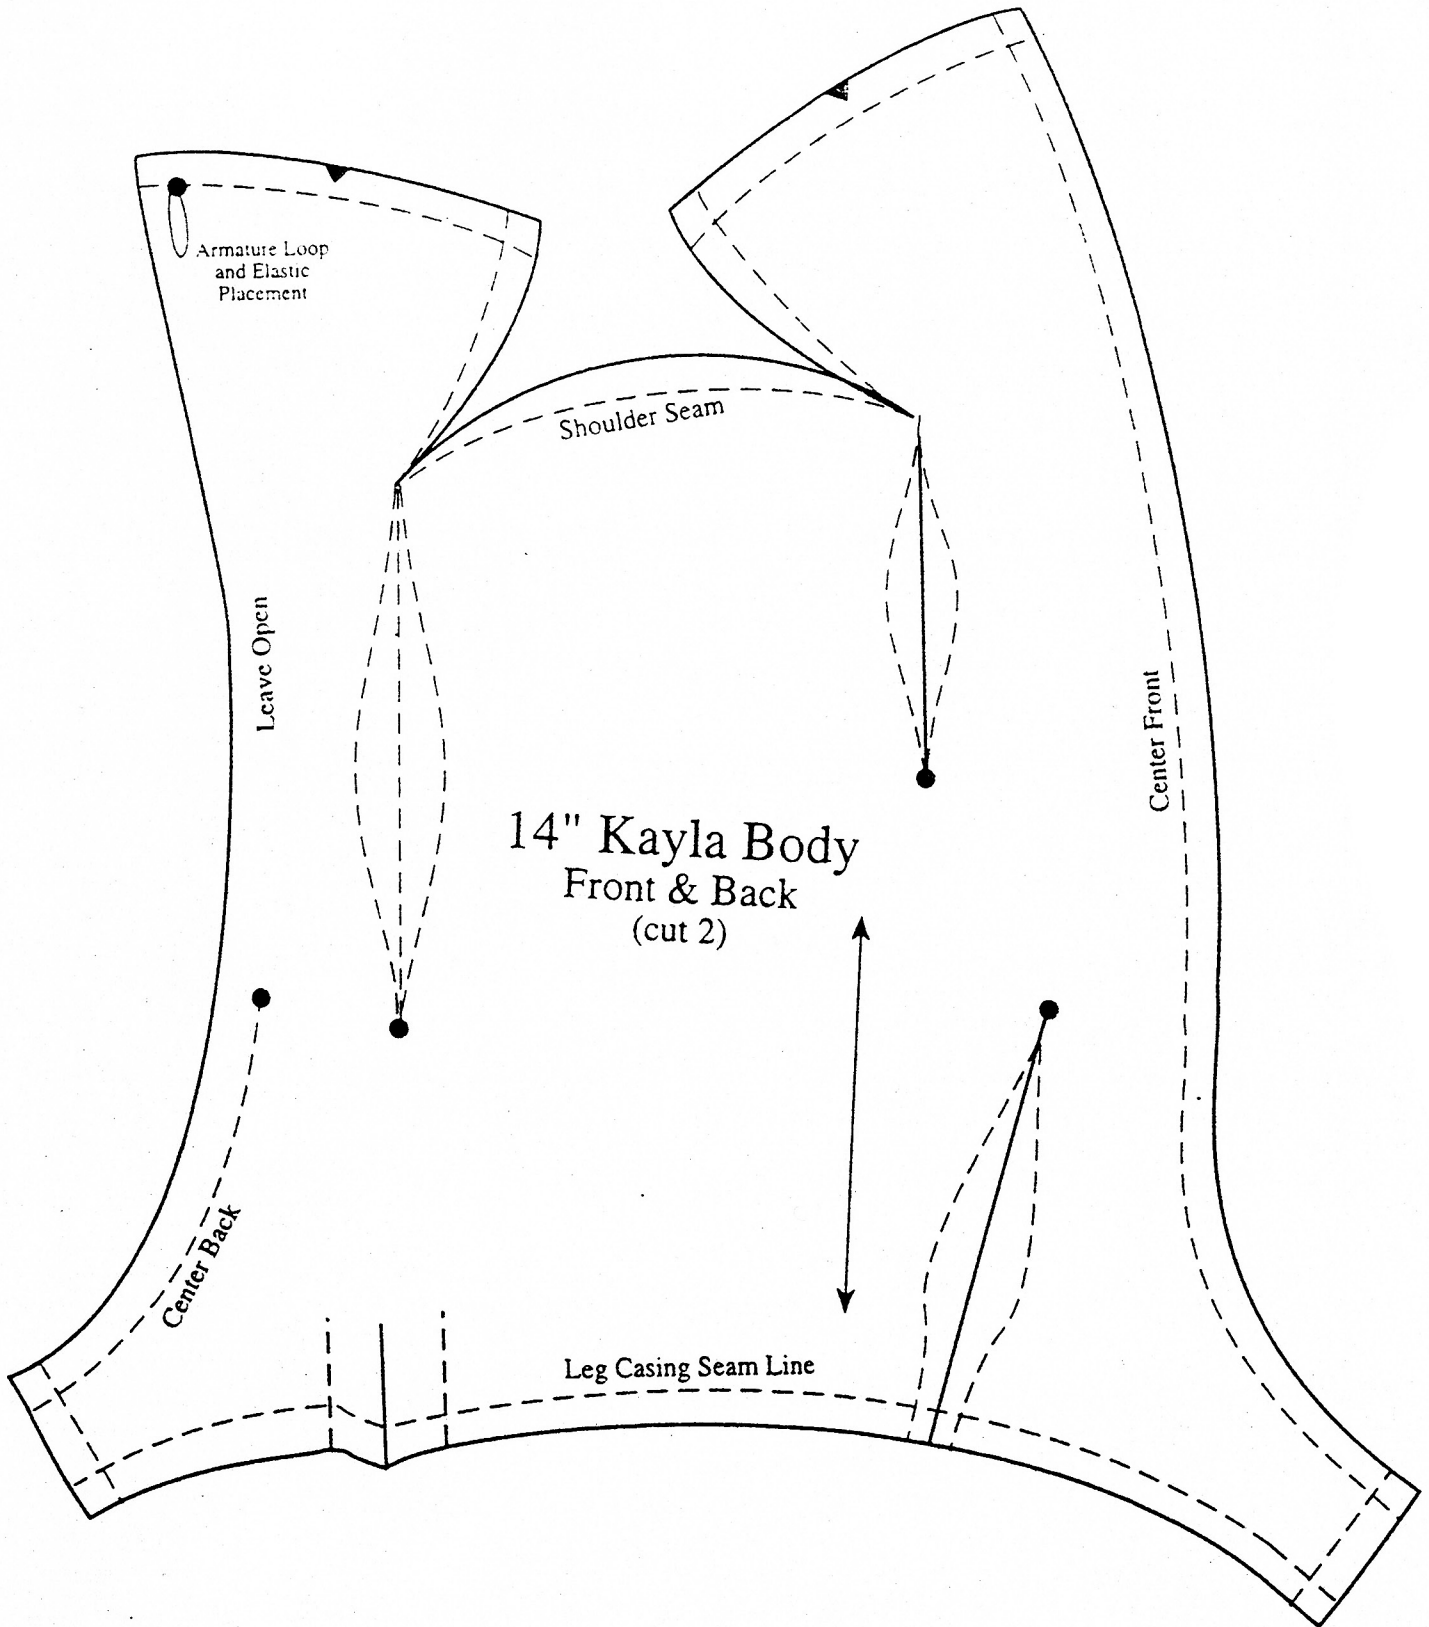 Armature Loop
and Elastic
Placement
Shoulder Seam
Leave Open
Center Front
14" Kayla Body
Front & Back
(cut 2)
Center Back
Leg Casing Seam Line